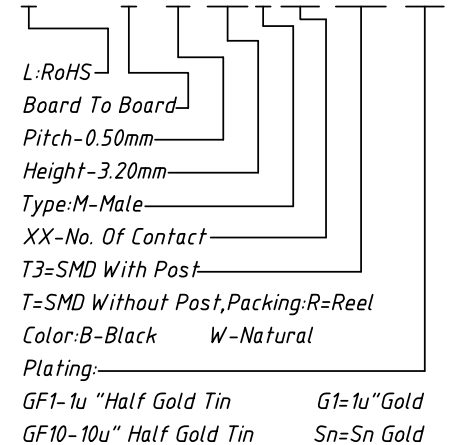 L:RoHS
Board To Board
Pitch-0.50mm
Height-3.20mm
Type:M-Male
XX-No. Of Contact
T3=SMD With Post
T=SMD Without Post,Packing:R=Reel
Color:B-Black W-Natural
Plating:
GF1-1u "Half Gold Tin G1=1u"Gold
GF10-10u" Half Gold Tin Sn=Sn Gold